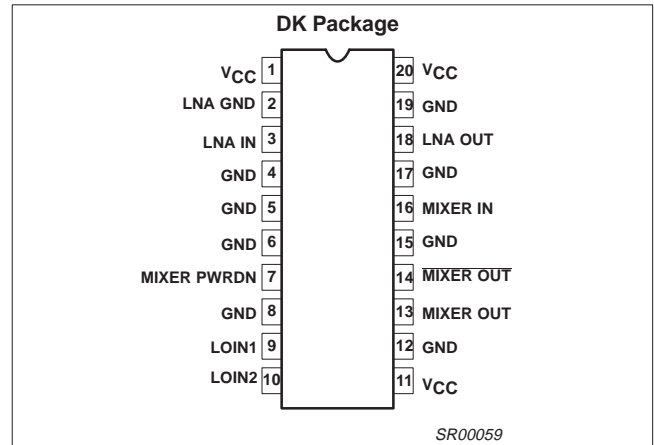 DK Package
VCC 1 20 VCC
LNA GND 2 19 GND
LNA IN 3 18 LNA OUT
GND 4 17 GND
GND 5 16 MIXER IN
GND 6 15 GND
MIXER PWRDN 7 14 MIXER OUT
GND 8 13 MIXER OUT
LOIN1 9 12 GND
LOIN2 10 11 VCC
SR00059